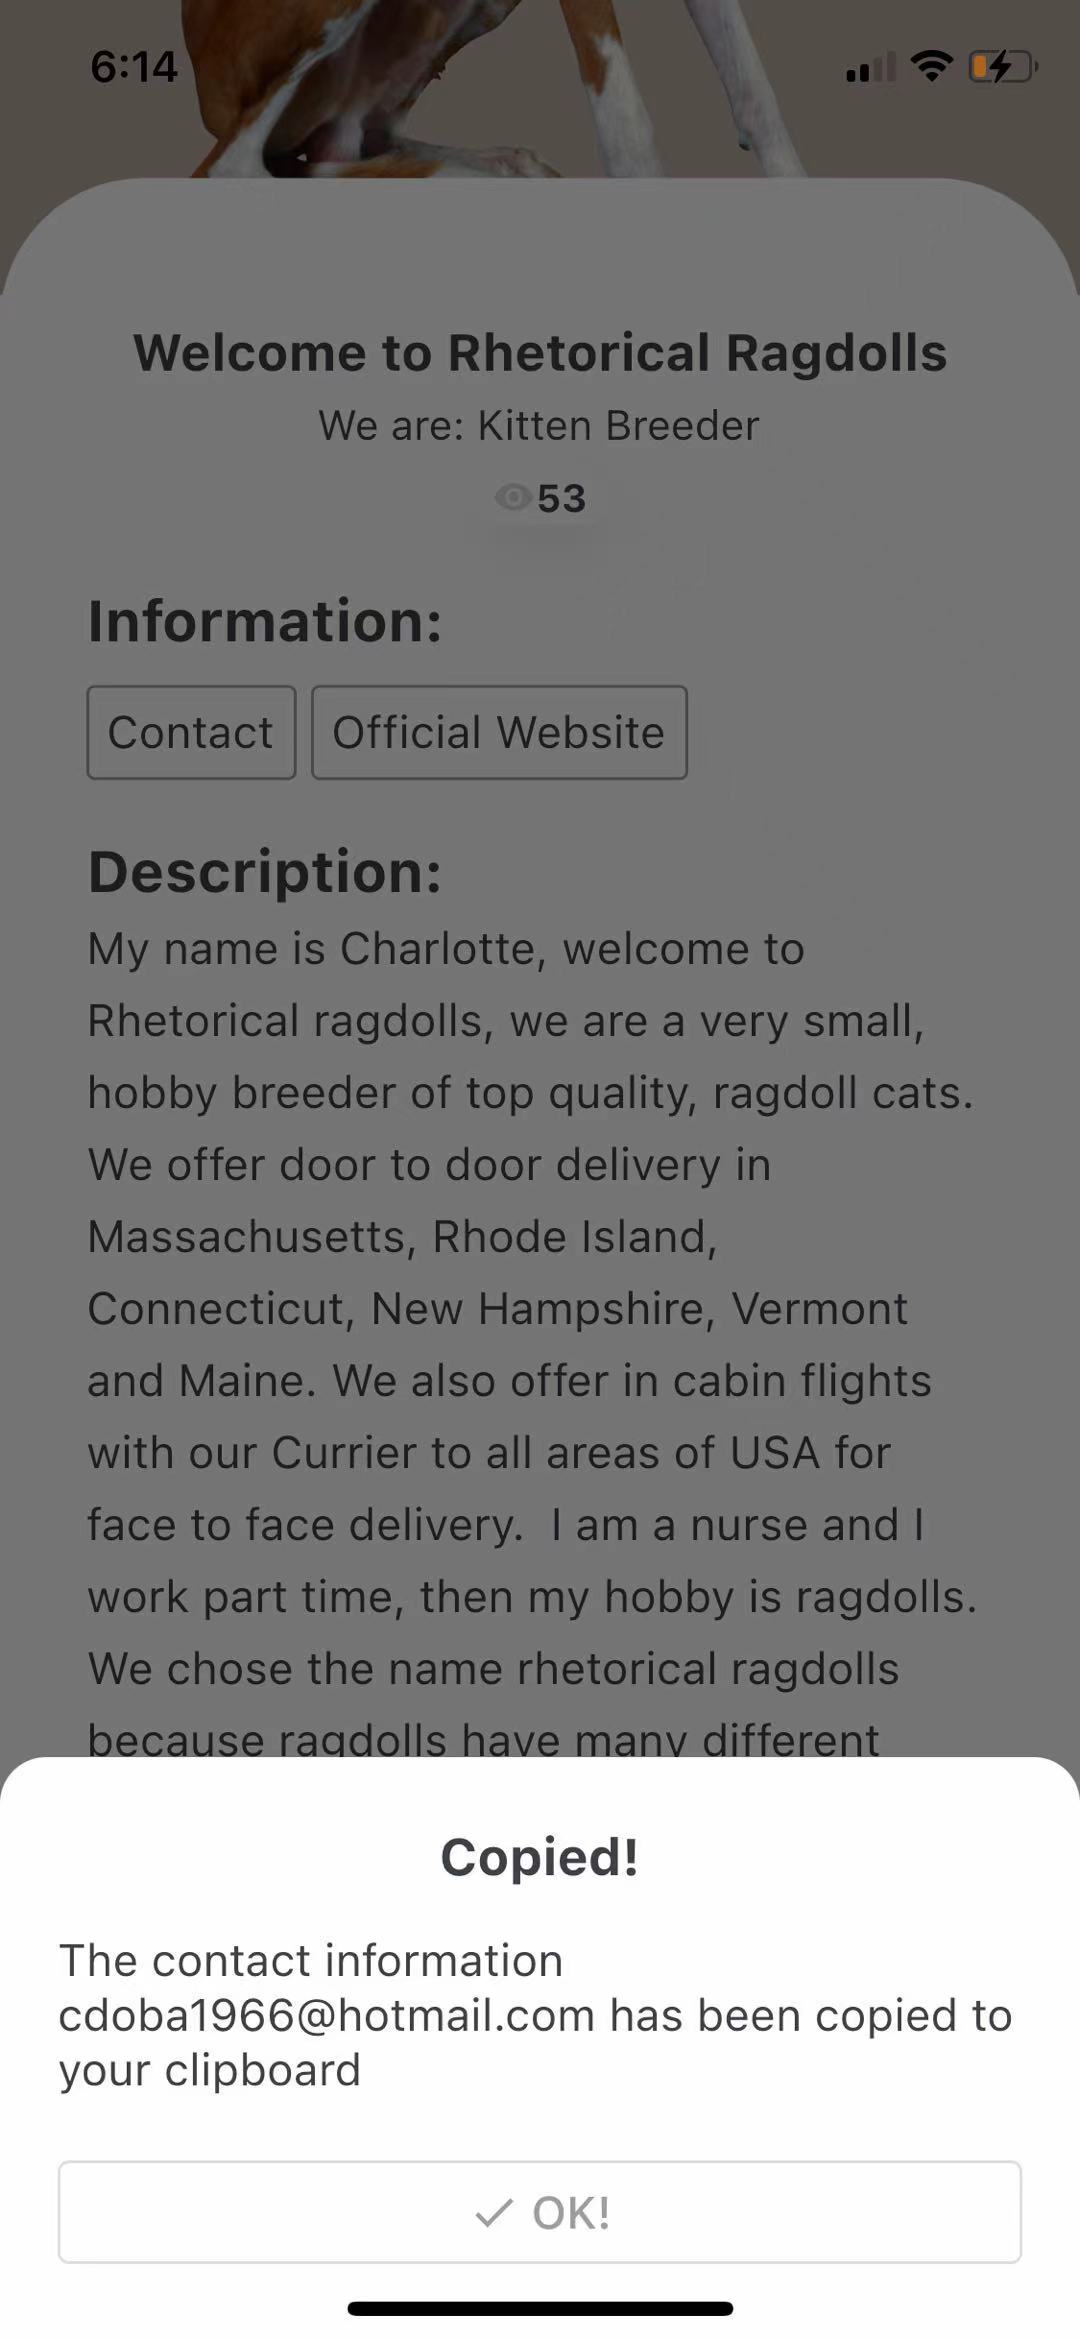 6:14
Welcome to Rhetorical Ragdolls
We are: Kitten Breeder
53
Information:
Contact
Official Website
Description:
My name is Charlotte, welcome to
Rhetorical ragdolls, we are a very small,
hobby breeder of top quality, ragdoll cats.
We offer door to door delivery in
Massachusetts, Rhode Island,
Connecticut, New Hampshire, Vermont
and Maine. We also offer in cabin flights
with our Currier to all areas of USA for
face to face delivery.  I am a nurse and I
work part time, then my hobby is ragdolls.
We chose the name rhetorical ragdolls
because ragdolls have many different
Copied!
The contact information
cdoba1966@hotmail.com has been copied to
your clipboard
OK!